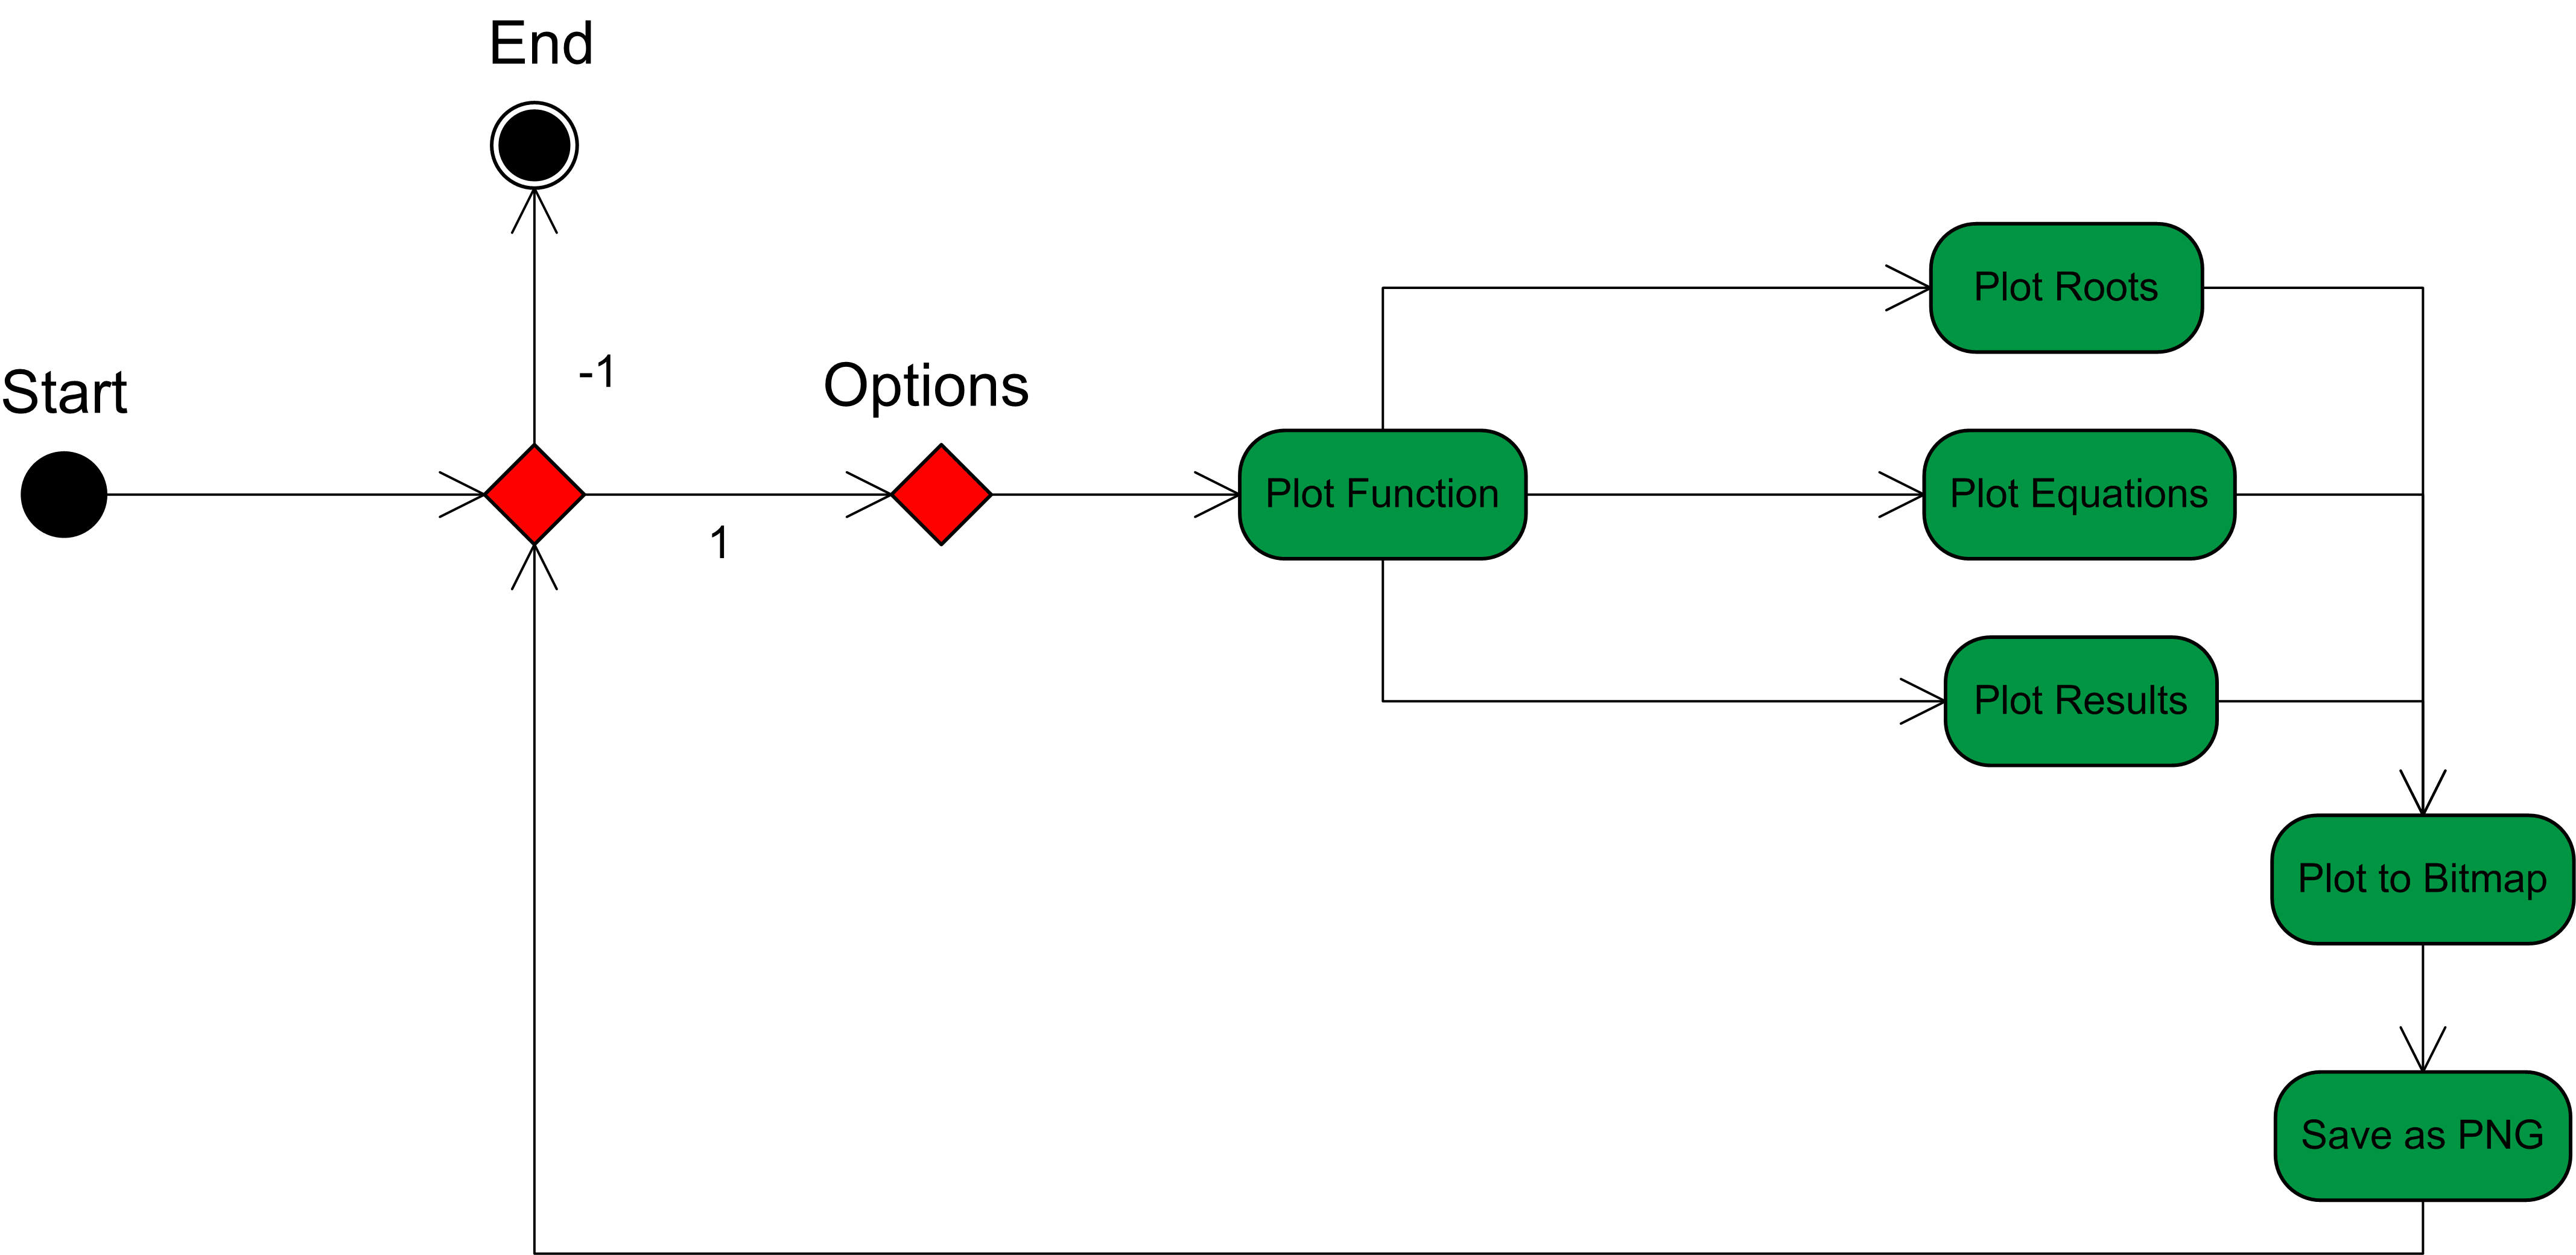 End
Plot Roots
-1
Options
Start
Plot Function
Plot Equations
1
Plot Results
Plot to Bitmap
Save as PNG